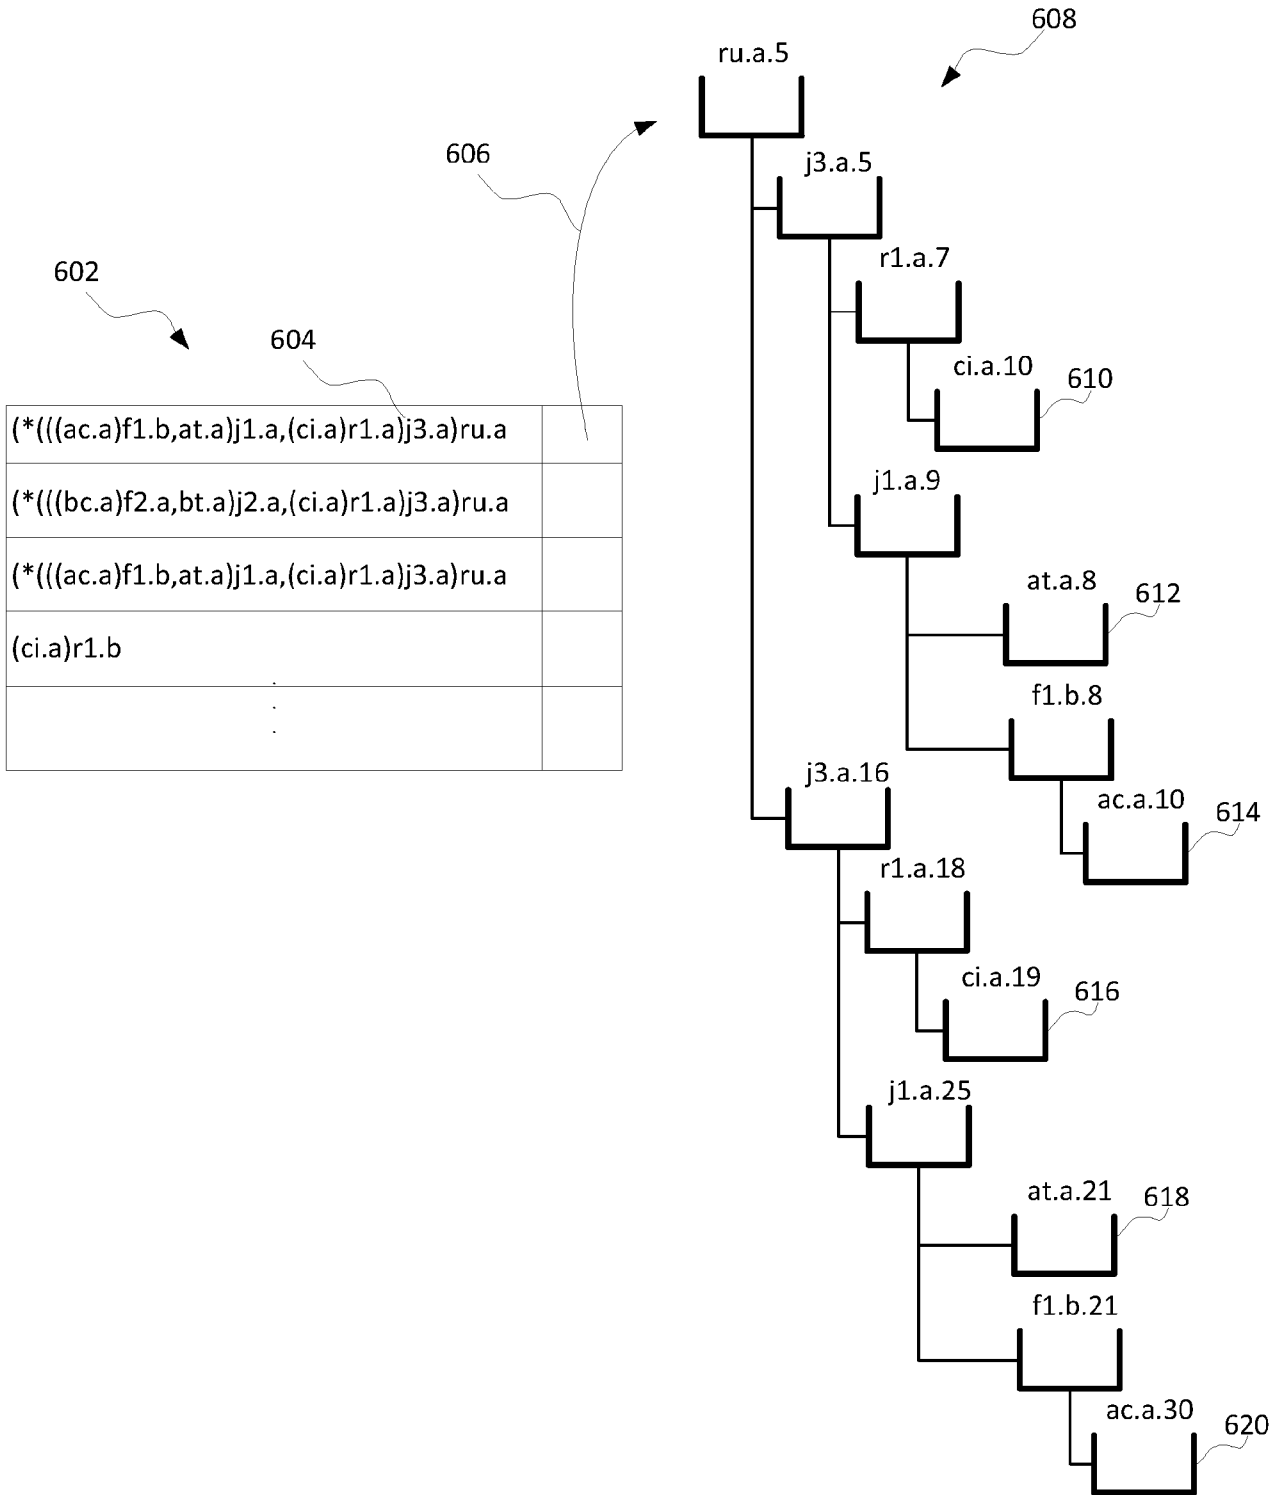 608
ru.a.5
606
j3.a.5
r1.a.7
602
604
ci.a.10
610
(*(((ac.a)f1.b,at.a)j1.a,(ci.a)r1.a)j3.a)ru.a
(*(((bc.a)f2.a,bt.a)j2.a,(ci.a)r1.a)j3.a)ru.a
(*(((ac.a)f1.b,at.a)j1.a,(ci.a)r1.a)j3.a)ru.a
(ci.a)r1.b
.
.
.
j1.a.9
at.a.8
612
f1.b.8
j3.a.16
ac.a.10
614
r1.a.18
ci.a.19
616
j1.a.25
at.a.21
618
f1.b.21
ac.a.30
620